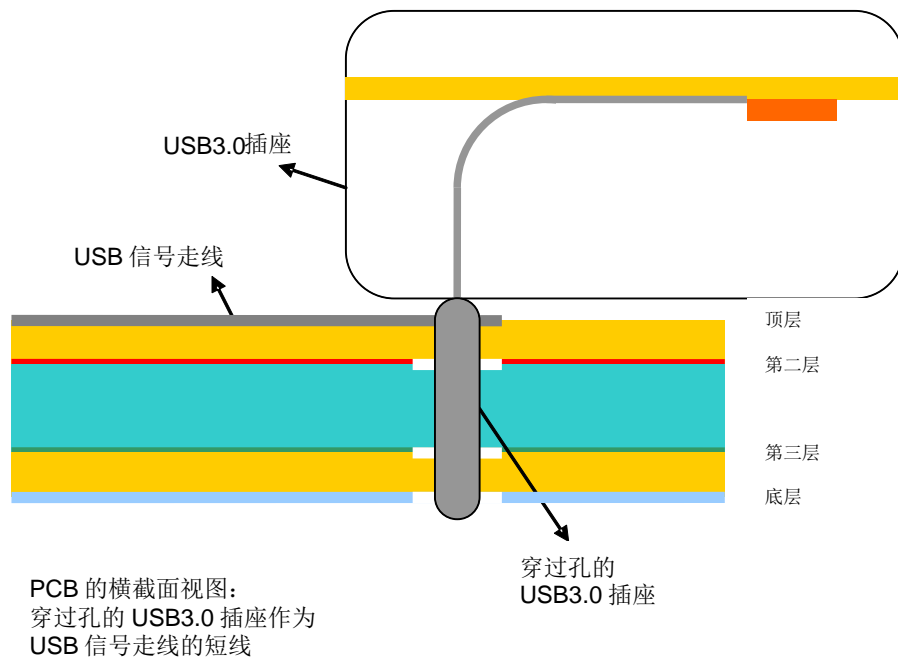 USB3.0插座
USB 信号走线
顶层
第二层
第三层
底层
穿过孔的
USB3.0 插座
PCB 的横截面视图：
穿过孔的 USB3.0 插座作为
USB 信号走线的短线